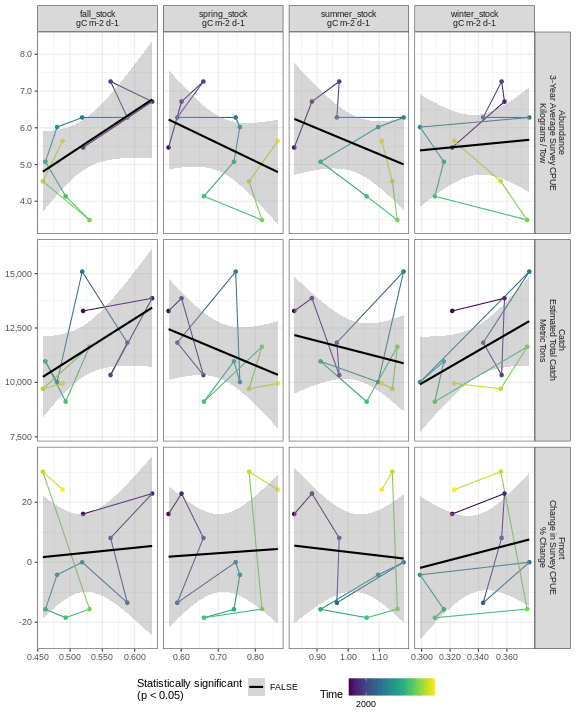 fall_stock
gC m-2 d-1
spring_stock
gC m-2 d-1
summer_stock
gC m-2 d-1
winter_stock
gC m-2 d-1
8.0
7.0
6.0
5.0
4.0
Abundance
3-Year Average Survey CPUE
Kilograms / Tow
15,000
12,500
10,000
7,500
Catch
Estimated Total Catch
Metric Tons
20
0
-20
Fmort
Change in Survey CPUE
% Change
0.450
0.500
0.550
0.600
0.60
0.70
0.80
0.90
1.00
1.10
0.300
0.320
0.340
0.360
Statistically significant
(p < 0.05)
FALSE
Time
2000